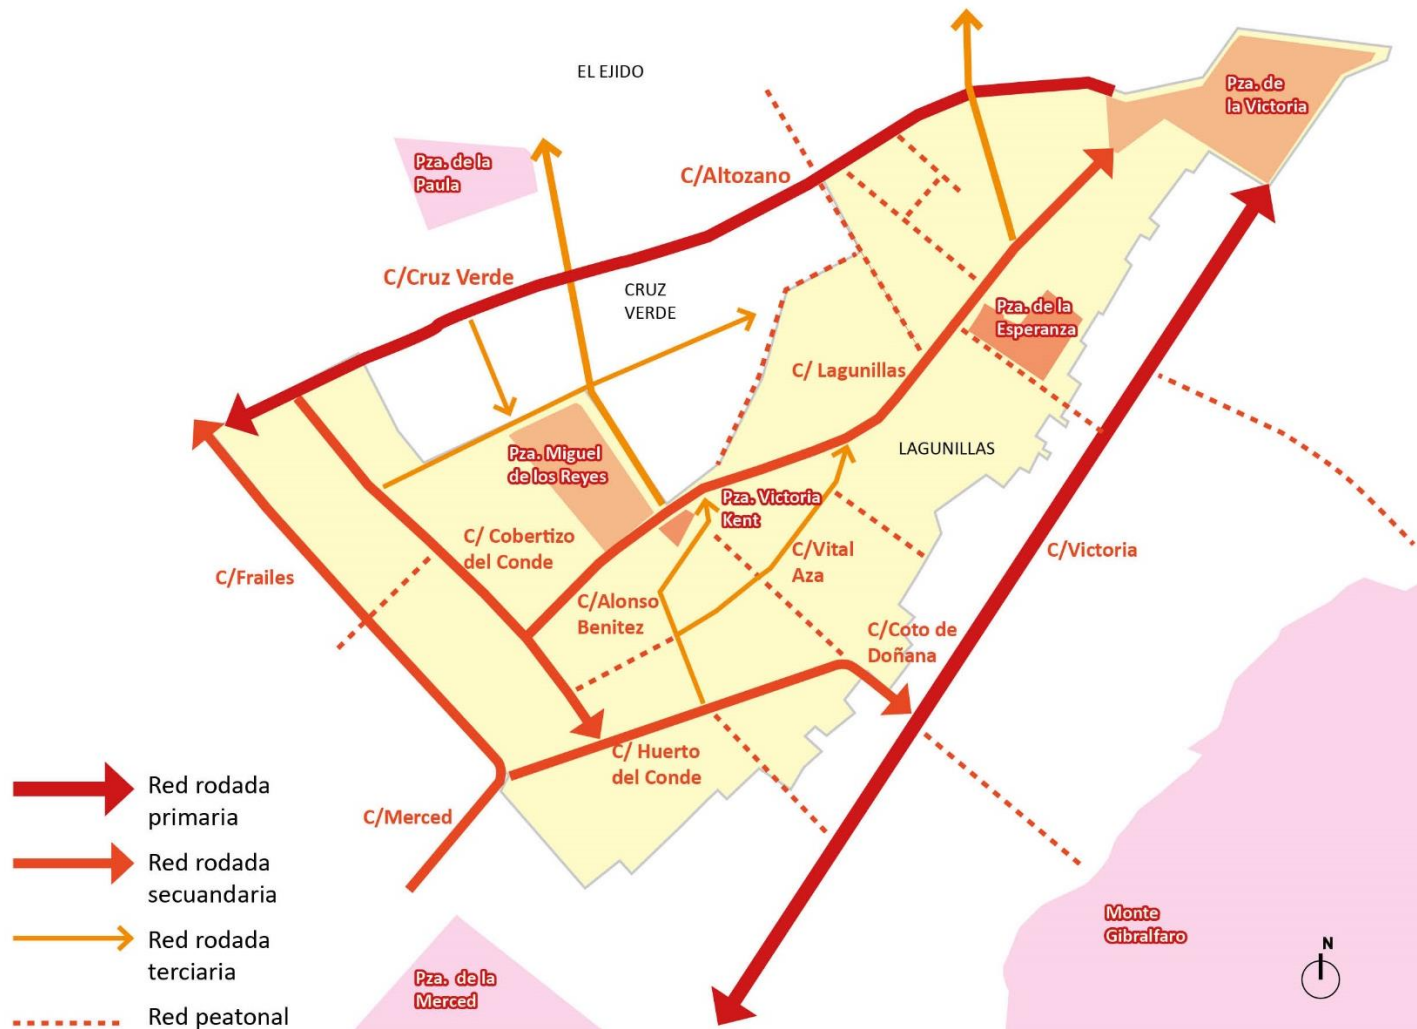 EL EJIDO
Pza. de
la Victoria
Pza. de la
Paula
C/Altozano
C/Cruz Verde
CRUZ
VERDE
Pza. de la
Esperanza
C/ Lagunillas
LAGUNILLAS
Pza. Miguel
de los Reyes
Pza. Victoria
Kent
C/ Cobertizo
del Conde
C/Vital
Aza
C/Victoria
C/Frailes
C/Alonso
Benitez
C/Coto de
Doñana
C/ Huerto
del Conde
C/Merced
Red rodada
primaria
Red rodada
secuandaria
Red rodada
terciaria
Red peatonal
Pza. de la
Merced
Monte
Gibralfaro
N